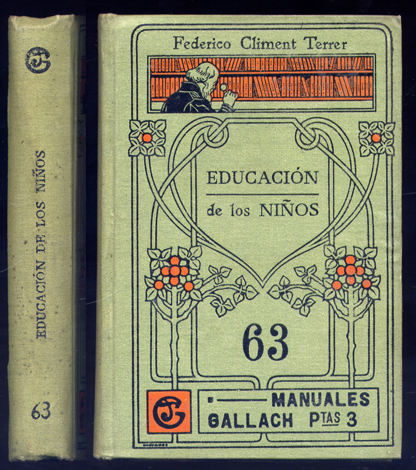 EDUCACIÓN DE LOS NIÑOS
63
Federico Climent Terrer
EDUCACIÓN
de los NIÑOS
63
MANUALES
GALLACH PTAS 3